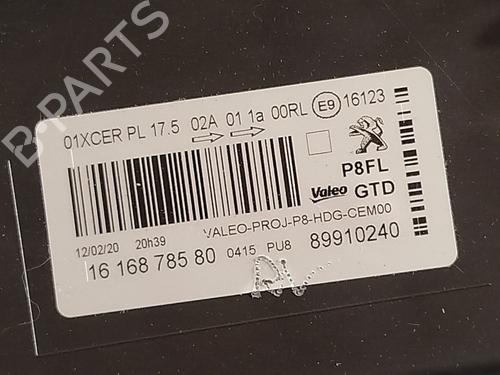 01XCER PL 17.5 02A 01 1a 00RL E9 16123
P8FL
Valeo GTD
VALEO-PROJ-P8-HDG-CEM00
12/02/20 20h39
16 168 785 80 0415 PU8 89910240
B-PARTS